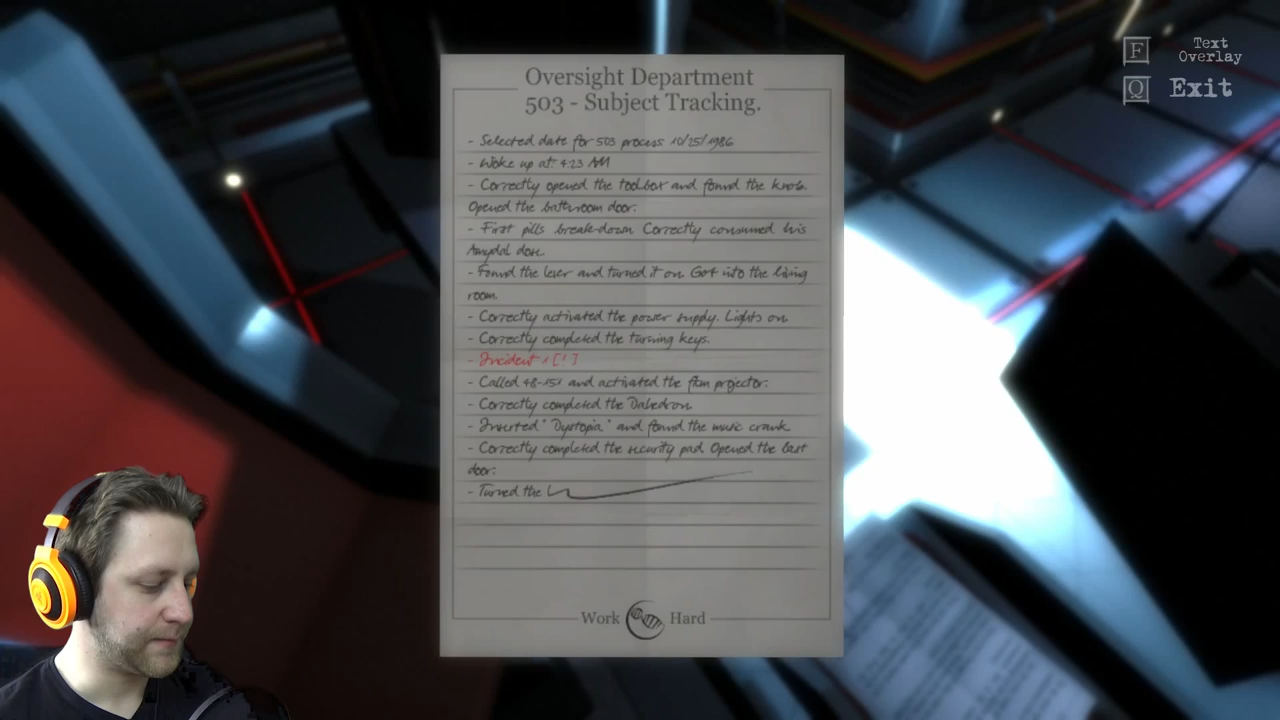 Oversight Department
503 - Subject Tracking.
- Selected date for 503 process 10/25/1986
- Woke up at 4:23 AM
- Correctly opened the toolbox and found the knob.
Opened the bathroom door.
- First pills break-down Correctly consumed his
Amydal dose.
- Found the lever and turned it on. Got into the living
room.
- Correctly activated the power supply. Lights on
- Correctly completed the turning keys.
- Incident 1 [!]
- Called 48-151 and activated the film projector.
- Correctly completed the
- Inserted "Dystopia" and found the music crank
- Correctly completed the security pad Opened the last
door.
- Turned the
Work Hard
F Text
Overlay
Q Exit